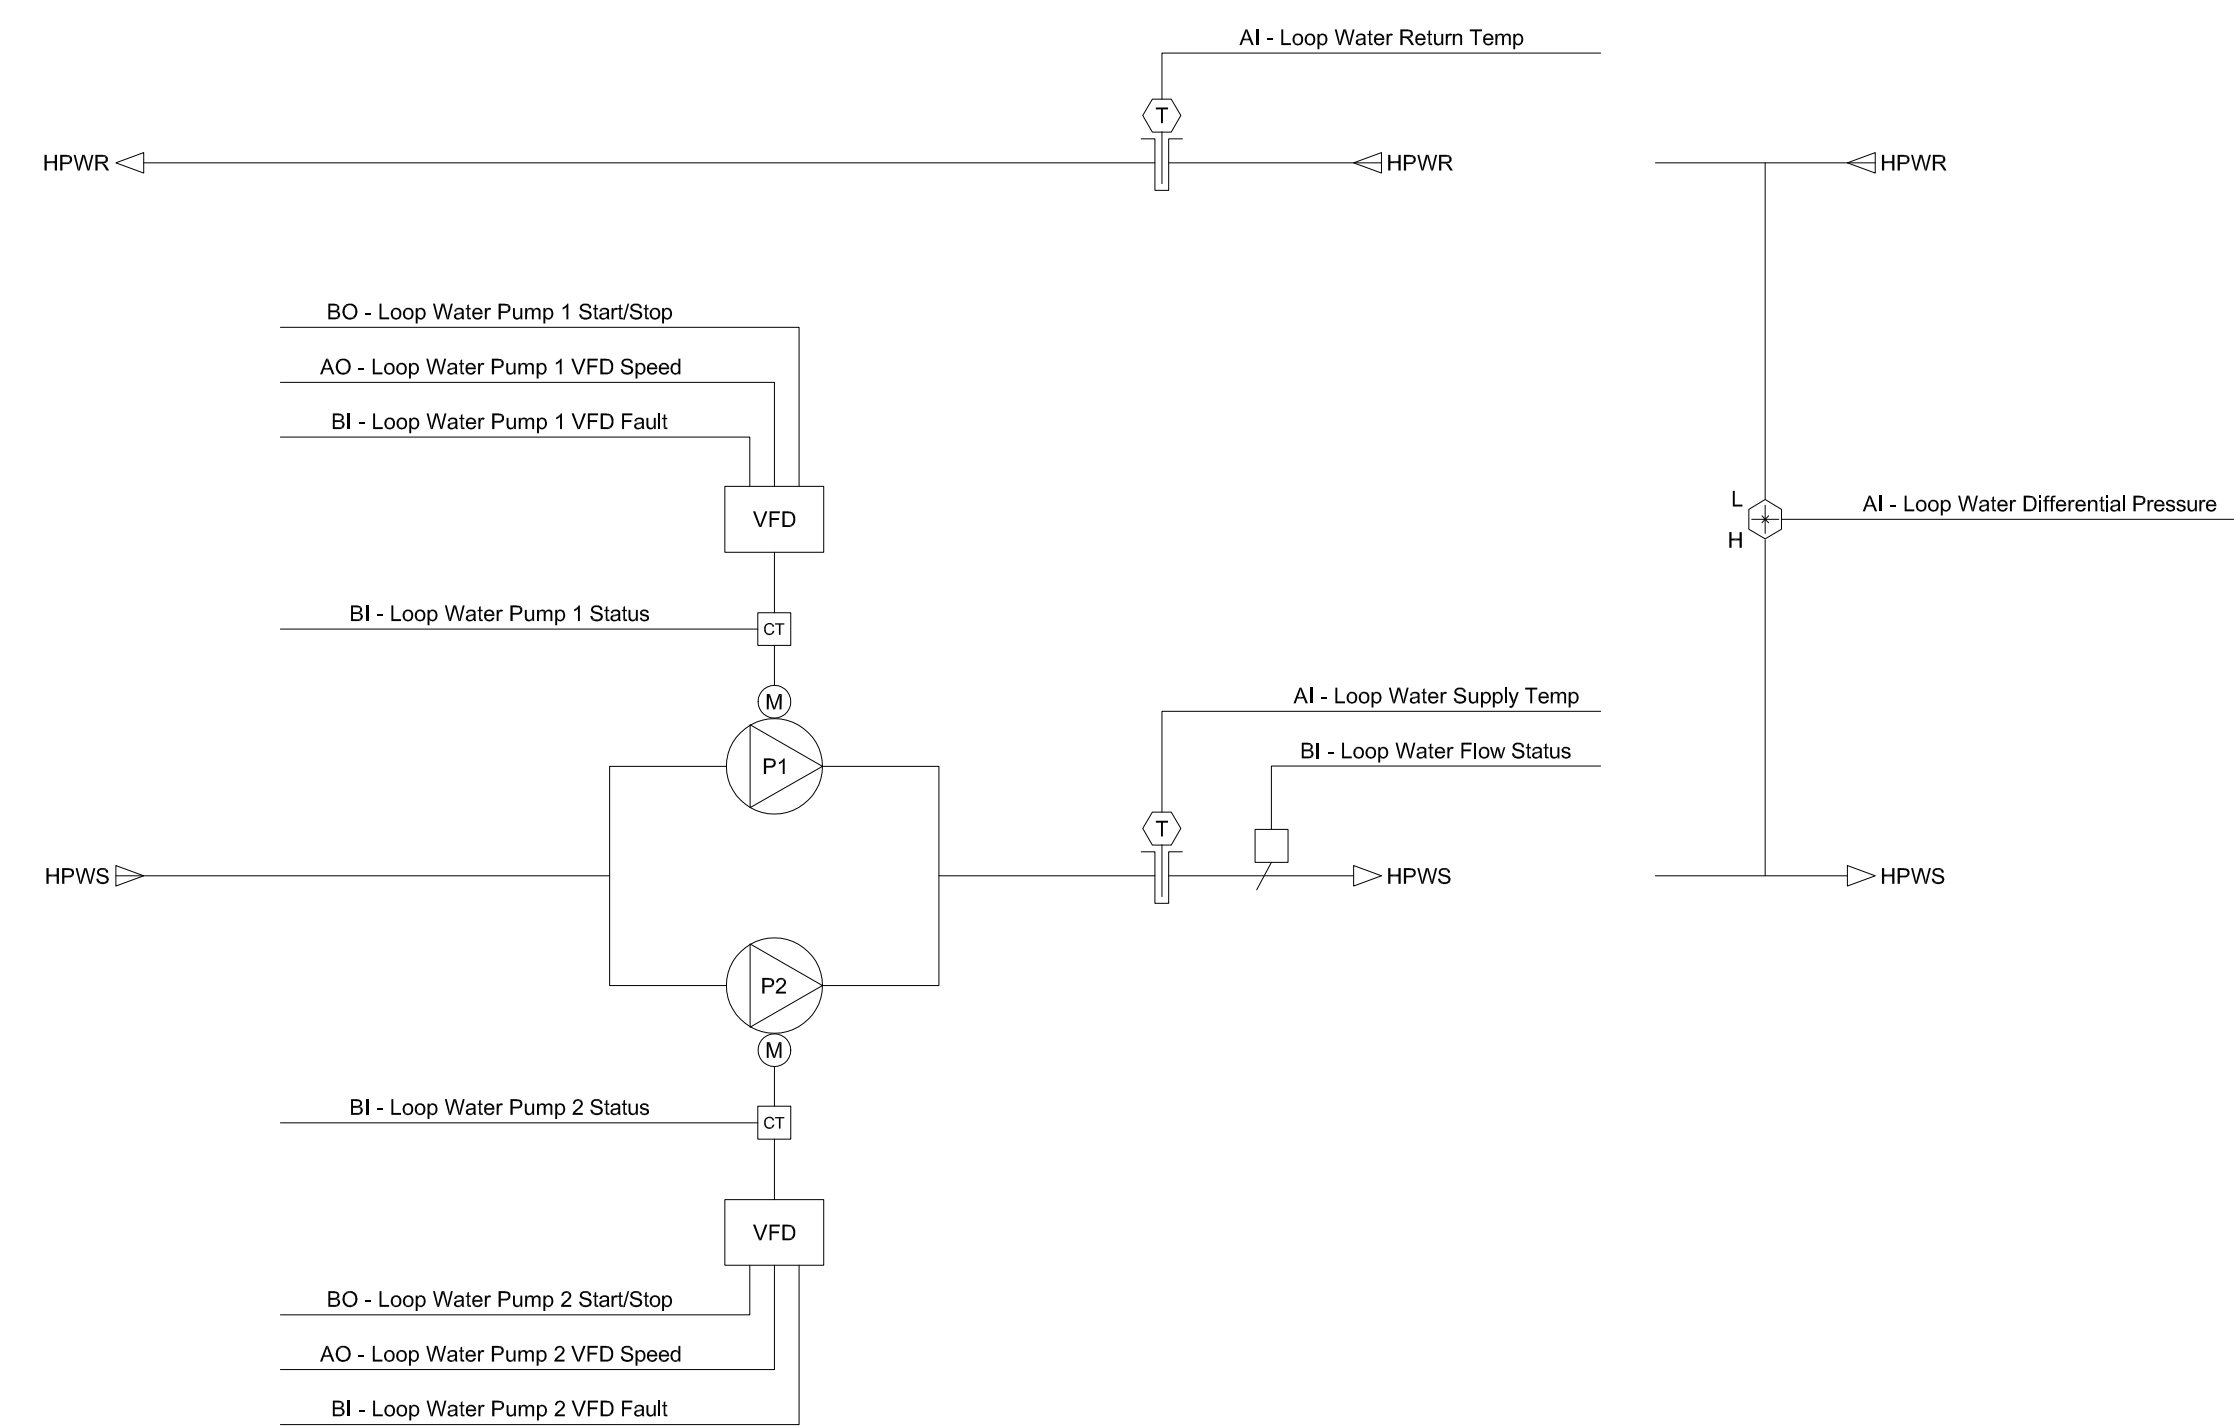 AI - Loop Water Return Temp
T
HPWR
HPWR
HPWR
BO - Loop Water Pump 1 Start/Stop
AO - Loop Water Pump 1 VFD Speed
BI - Loop Water Pump 1 VFD Fault
VFD
L
AI - Loop Water Differential Pressure
H
BI - Loop Water Pump 1 Status
CT
M
AI - Loop Water Supply Temp
BI - Loop Water Flow Status
P1
T
HPWS
HPWS
HPWS
P2
M
BI - Loop Water Pump 2 Status
CT
VFD
BO - Loop Water Pump 2 Start/Stop
AO - Loop Water Pump 2 VFD Speed
BI - Loop Water Pump 2 VFD Fault